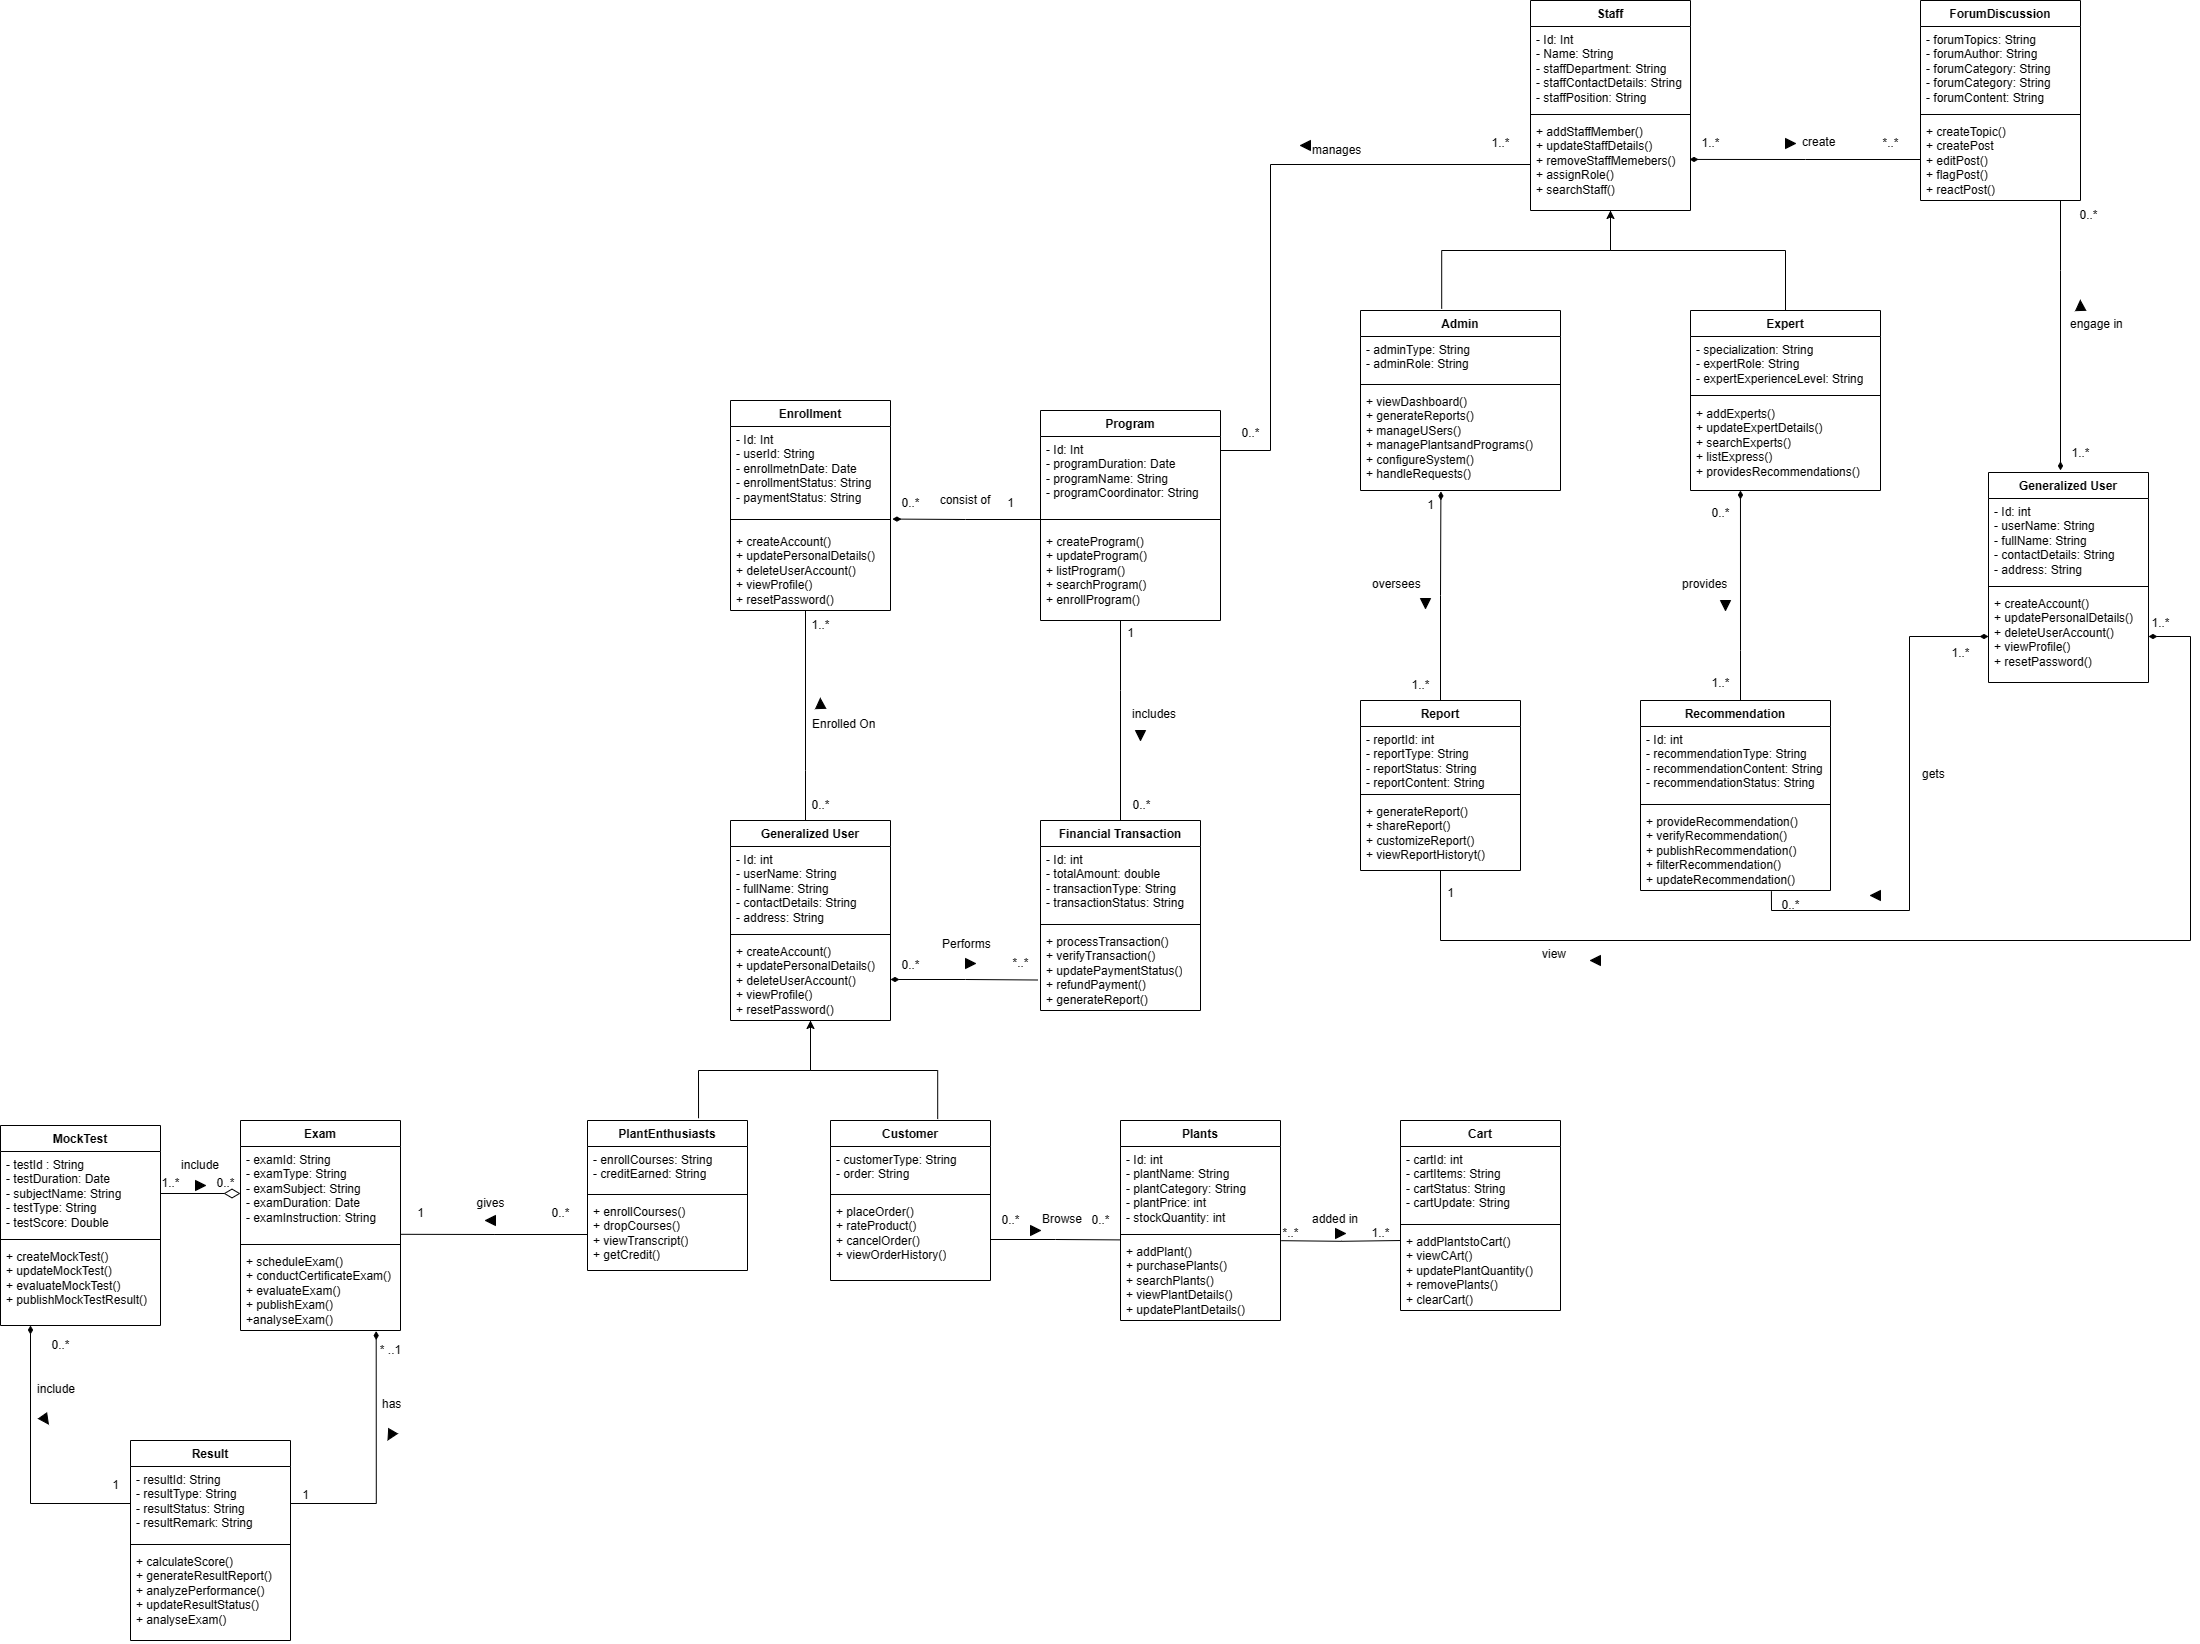 Staff
- Id: Int
- Name: String
- staffDepartment: String
- staffContactDetails: String
- staffPosition: String
+ addStaffMember()
+ updateStaffDetails()
+ removeStaffMemebers()
+ assignRole()
+ searchStaff()
ForumDiscussion
- forumTopics: String
- forumAuthor: String
- forumCategory: String
- forumCategory: String
- forumContent: String
+ createTopic()
+ createPost
+ editPost()
+ flagPost()
+ reactPost()
manages
1..*
1..*
create
*..*
0..*
engage in
1..*
Admin
- adminType: String
- adminRole: String
+ viewDashboard()
+ generateReports()
+ manageUSers()
+ managePlantsandPrograms()
+ configureSystem()
+ handleRequests()
Expert
- specialization: String
- expertRole: String
- expertExperienceLevel: String
+ addExperts()
+ updateExpertDetails()
+ searchExperts()
+ listExpress()
+ providesRecommendations()
Enrollment
- Id: Int
- userId: String
- enrollmetnDate: Date
- enrollmentStatus: String
- paymentStatus: String
+ createAccount()
+ updatePersonalDetails()
+ deleteUserAccount()
+ viewProfile()
+ resetPassword()
0..*
consist of
1
Program
- Id: Int
- programDuration: Date
- programName: String
- programCoordinator: String
+ createProgram()
+ updateProgram()
+ listProgram()
+ searchProgram()
+ enrollProgram()
0..*
Generalized User
- Id: int
- userName: String
- fullName: String
- contactDetails: String
- address: String
+ createAccount()
+ updatePersonalDetails()
+ deleteUserAccount()
+ viewProfile()
+ resetPassword()
1..*
1..*
1
oversees
1..*
0..*
provides
1..*
gets
1..*
Enrolled On
0..*
1
includes
0..*
Report
- reportId: int
- reportType: String
- reportStatus: String
- reportContent: String
+ generateReport()
+ shareReport()
+ customizeReport()
+ viewReportHistoryt()
1
Recommendation
- Id: int
- recommendationType: String
- recommendationContent: String
- recommendationStatus: String
+ provideRecommendation()
+ verifyRecommendation()
+ publishRecommendation()
+ filterRecommendation()
+ updateRecommendation()
0..*
view
Generalized User
- Id: int
- userName: String
- fullName: String
- contactDetails: String
- address: String
+ createAccount()
+ updatePersonalDetails()
+ deleteUserAccount()
+ viewProfile()
+ resetPassword()
Performs
0..*
*..*
Financial Transaction
- Id: int
- totalAmount: double
- transactionType: String
- transactionStatus: String
+ processTransaction()
+ verifyTransaction()
+ updatePaymentStatus()
+ refundPayment()
+ generateReport()
MockTest
- testId : String
- testDuration: Date
- subjectName: String
- testType: String
- testScore: Double
+ createMockTest()
+ updateMockTest()
+ evaluateMockTest()
+ publishMockTestResult()
include
1..*
0..*
Exam
- examId: String
- examType: String
- examSubject: String
- examDuration: Date
- examInstruction: String
+ scheduleExam()
+ conductCertificateExam()
+ evaluateExam()
+ publishExam()
+analyseExam()
1
gives
0..*
PlantEnthusiasts
- enrollCourses: String
- creditEarned: String
+ enrollCourses()
+ dropCourses()
+ viewTranscript()
+ getCredit()
Customer
- customerType: String
- order: String
+ placeOrder()
+ rateProduct()
+ cancelOrder()
+ viewOrderHistory()
0..*
Browse
0..*
Plants
- Id: int
- plantName: String
- plantCategory: String
- plantPrice: int
- stockQuantity: int
+ addPlant()
+ purchasePlants()
+ searchPlants()
+ viewPlantDetails()
+ updatePlantDetails()
*..*
added in
1..*
Cart
- cartId: int
- cartItems: String
- cartStatus: String
- cartUpdate: String
+ addPlantstoCart()
+ viewCArt()
+ updatePlantQuantity()
+ removePlants()
+ clearCart()
0..*
include
1
* ..1
has
1
Result
- resultId: String
- resultType: String
- resultStatus: String
- resultRemark: String
+ calculateScore()
+ generateResultReport()
+ analyzePerformance()
+ updateResultStatus()
+ analyseExam()